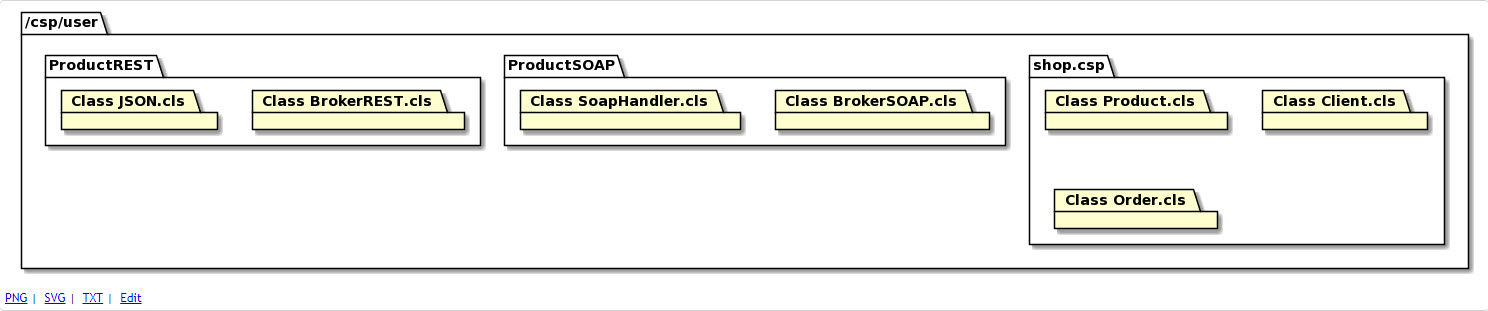 /csp/user
ProductREST
Class JSON.cls
Class BrokerREST.cls
ProductSOAP
Class SoapHandler.cls
Class BrokerSOAP.cls
shop.csp
Class Product.cls
Class Client.cls
Class Order.cls
PNG | SVG | TXT | Edit